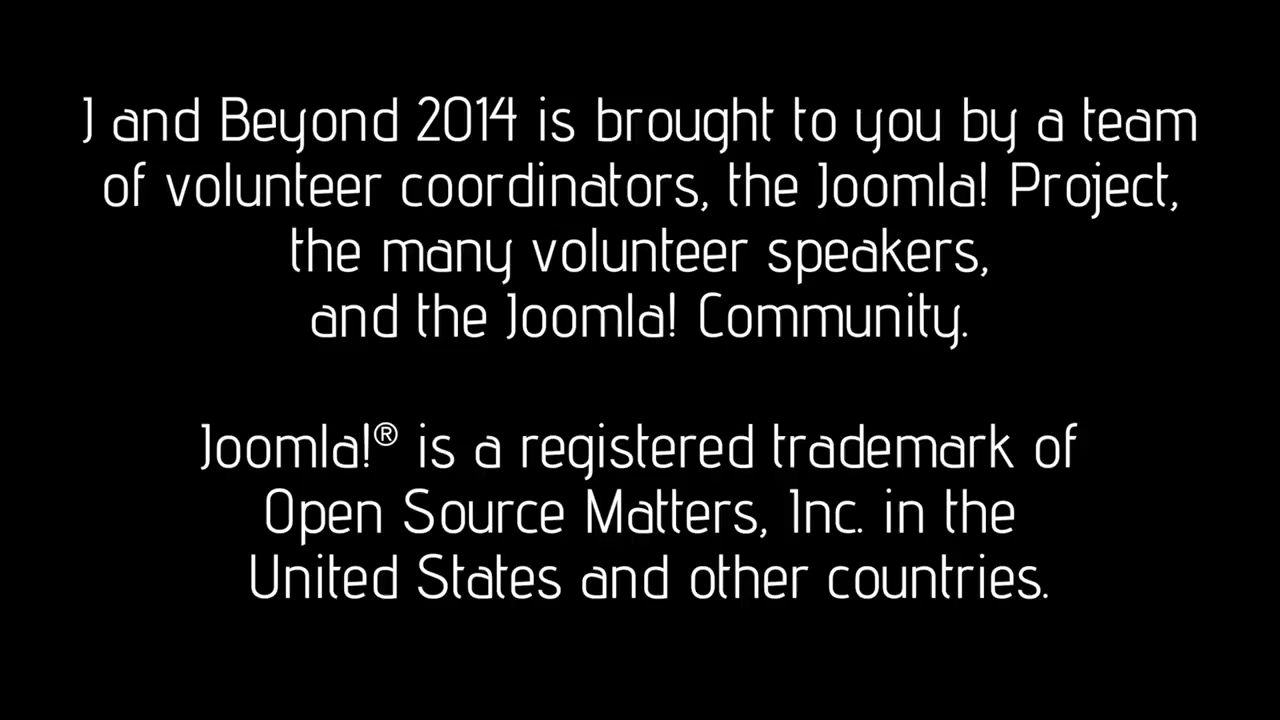 J and Beyond 2014 is brought to you by a team
of volunteer coordinators, the Joomla! Project,
the many volunteer speakers,
and the Joomla! Community.
Joomla!® is a registered trademark of
Open Source Matters, Inc. in the
United States and other countries.